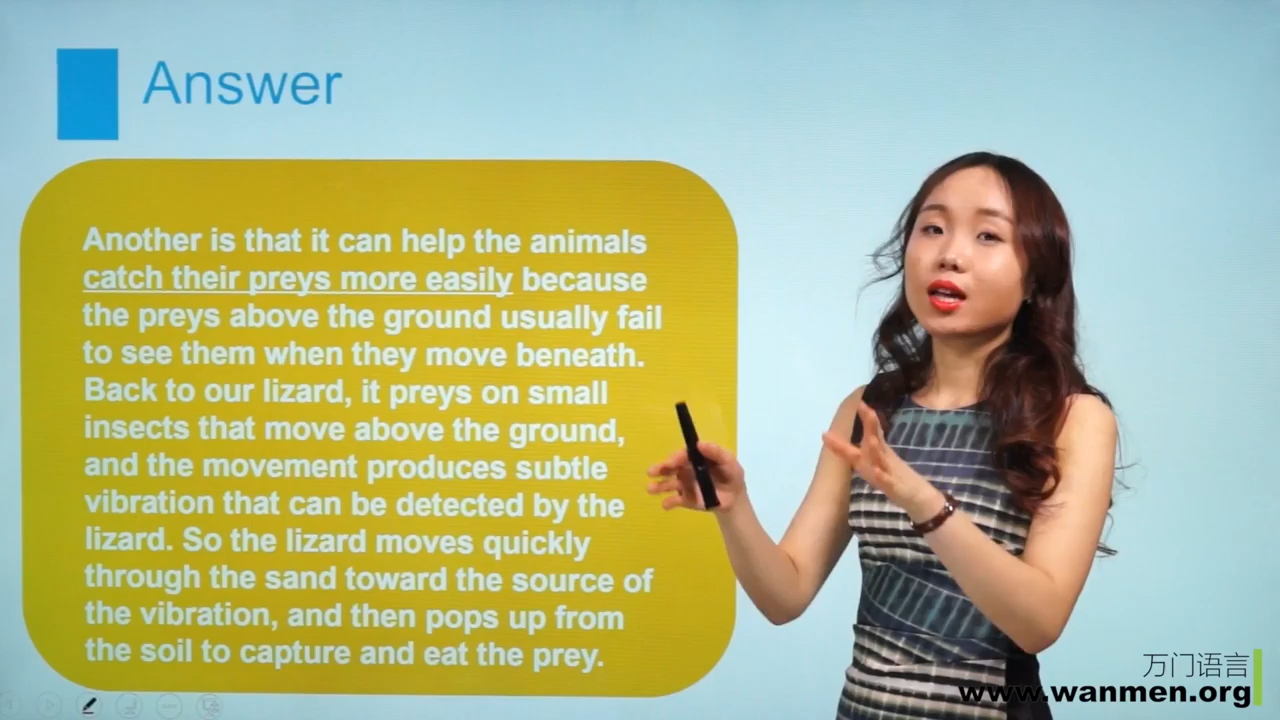 Answer
Another is that it can help the animals
catch their preys more easily because
the preys above the ground usually fail
to see them when they move beneath.
Back to our lizard, it preys on small
insects that move above the ground,
and the movement produces subtle
vibration that can be detected by the
lizard. So the lizard moves quickly
through the sand toward the source of
the vibration, and then pops up from
the soil to capture and eat the prey.
万门语言
www.wanmen.org